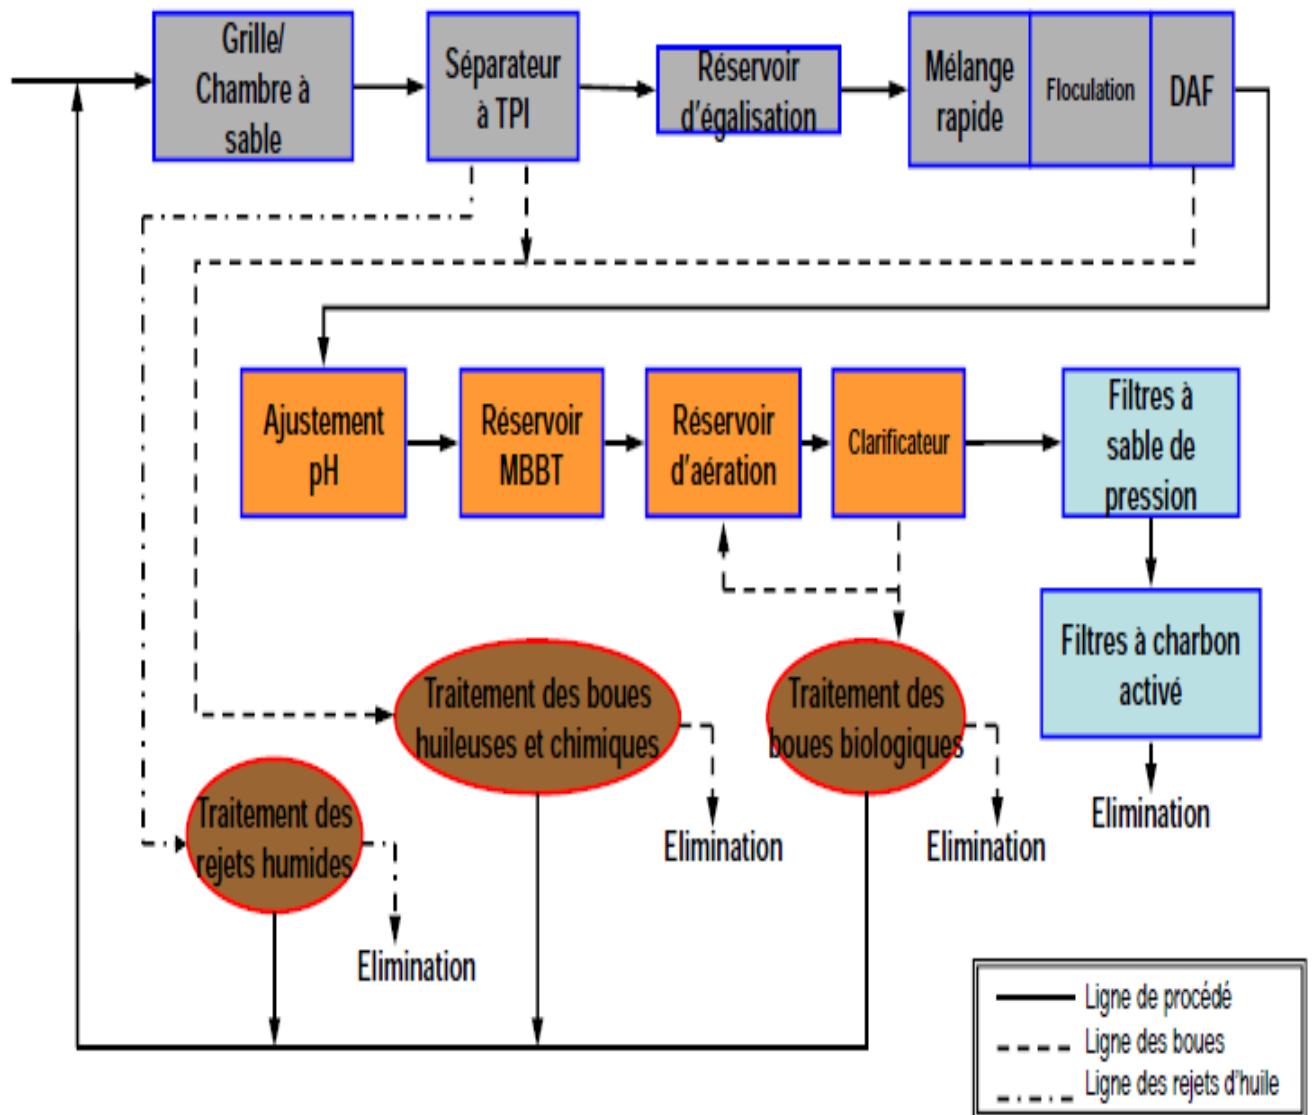 Grille/
Chambre à
sable
Séparateur
à TPI
Réservoir
d'égalisation
Mélange
rapide
Floculation
DAF
Ajustement
pH
Réservoir
MBBT
Réservoir
d'aération
Clarificateur
Filtres à
sable de
pression
Filtres à charbon
activé
Elimination
Traitement des boues
huileuses et chimiques
Elimination
Traitement des
boues biologiques
Elimination
Traitement des
rejets humides
Elimination
Ligne de procédé
Ligne des boues
Ligne des rejets d'huile